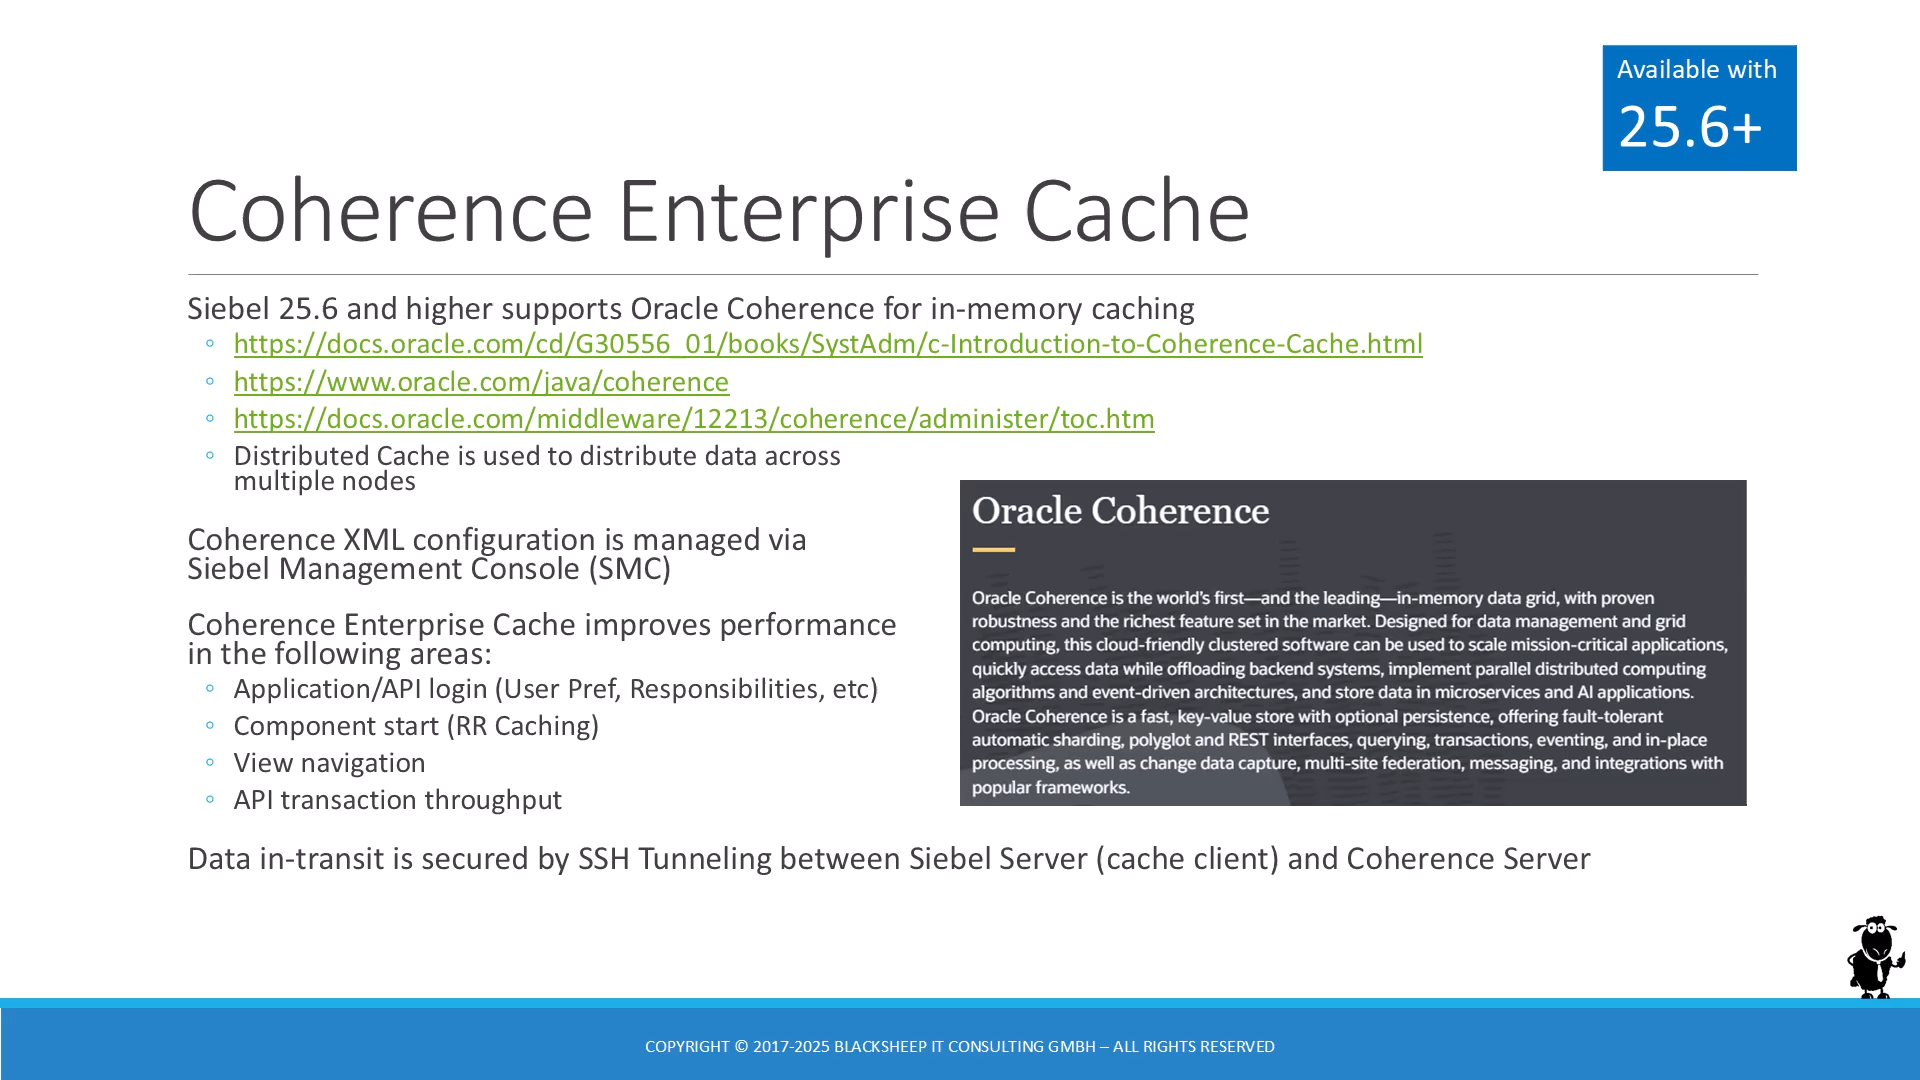 Available with
25.6+
Coherence Enterprise Cache
Siebel 25.6 and higher supports Oracle Coherence for in-memory caching
◦ https://docs.oracle.com/cd/G30556_01/books/SystAdm/c-Introduction-to-Coherence-Cache.html
◦ https://www.oracle.com/java/coherence
◦ https://docs.oracle.com/middleware/12213/coherence/administer/toc.htm
◦ Distributed Cache is used to distribute data across
multiple nodes
Coherence XML configuration is managed via
Siebel Management Console (SMC)
Coherence Enterprise Cache improves performance
in the following areas:
◦ Application/API login (User Pref, Responsibilities, etc)
◦ Component start (RR Caching)
◦ View navigation
◦ API transaction throughput
Oracle Coherence
Oracle Coherence is the world's first—and the leading—in-memory data grid, with proven
robustness and the richest feature set in the market. Designed for data management and grid
computing, this cloud-friendly clustered software can be used to scale mission-critical applications,
quickly access data while offloading backend systems, implement parallel distributed computing
algorithms and event-driven architectures, and store data in microservices and AI applications.
Oracle Coherence is a fast, key-value store with optional persistence, offering fault-tolerant
automatic sharding, polyglot and REST interfaces, querying, transactions, eventing, and in-place
processing, as well as change data capture, multi-site federation, messaging, and integrations with
popular frameworks.
Data in-transit is secured by SSH Tunneling between Siebel Server (cache client) and Coherence Server
COPYRIGHT © 2017-2025 BLACKSHEEP IT CONSULTING GMBH – ALL RIGHTS RESERVED